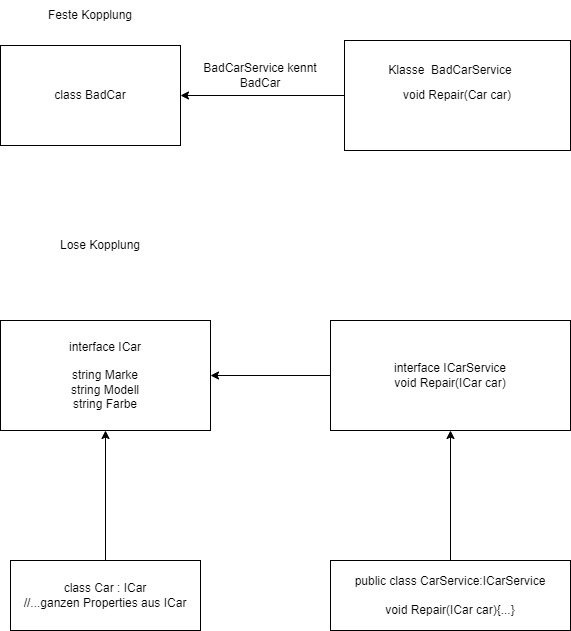 Feste Kopplung
class BadCar
BadCarService kennt
BadCar
Klasse BadCarService
void Repair(Car car)
Lose Kopplung
interface ICar
string Marke
string Modell
string Farbe
interface ICarService
void Repair(ICar car)
class Car : ICar
//...ganzen Properties aus ICar
public class CarService:ICarService
void Repair(ICar car){...}